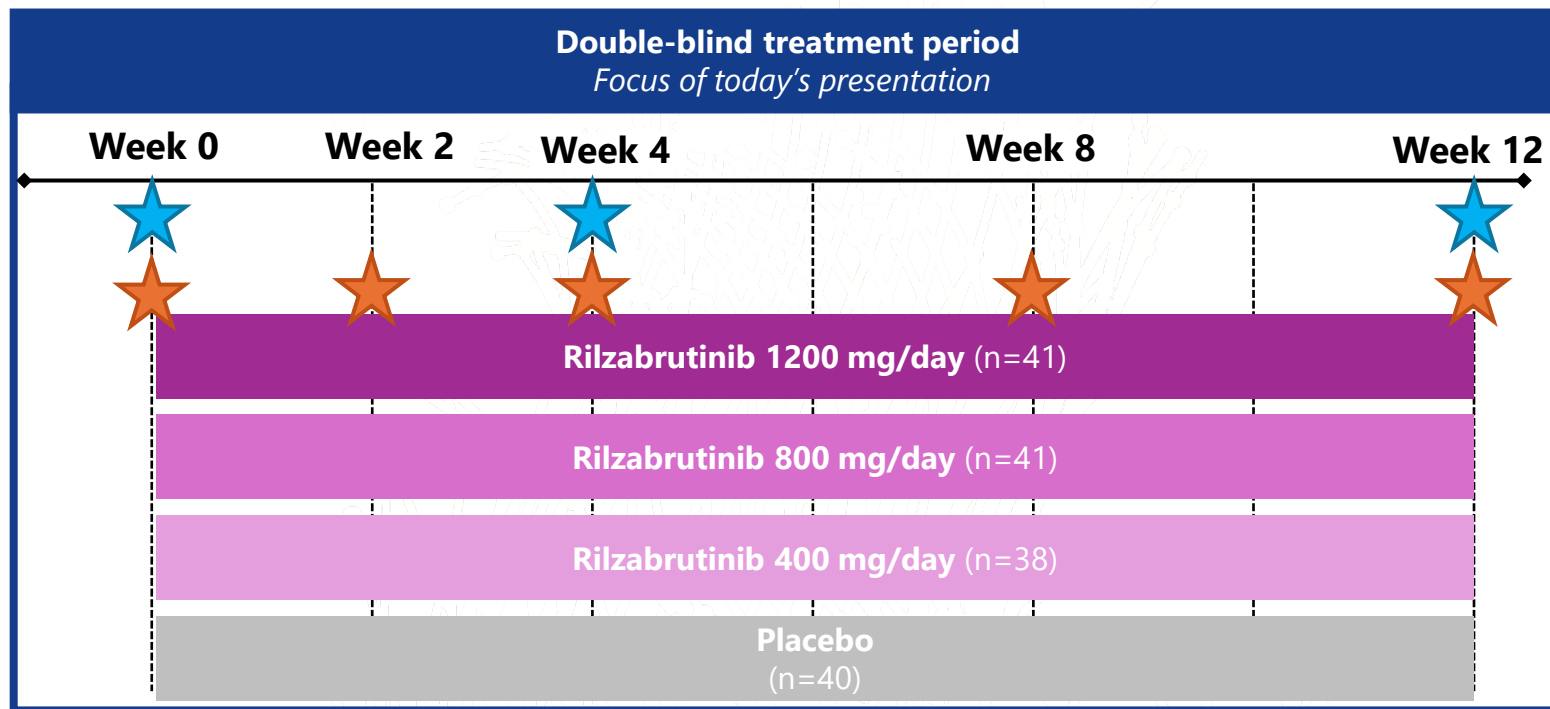 Double-blind treatment period
Focus of today's presentation
Week 0 Week 2 Week 4 Week 8 Week 12
Rilzabrutinib 1200 mg/day (n=41)
Rilzabrutinib 800 mg/day (n=41)
Rilzabrutinib 400 mg/day (n=38)
Placebo
(n=40)